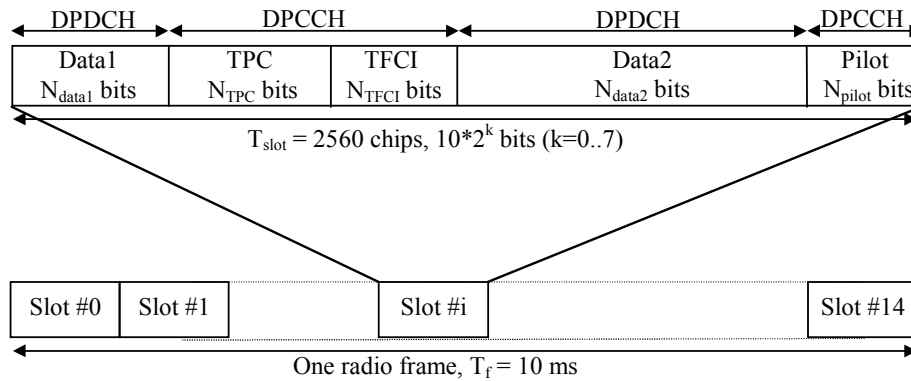 DPDCH DPCCH DPDCH DPCCH
Data1 TPC TFCI Data2 Pilot
N_data1 bits N_TPC bits N_TFCI bits N_data2 bits N_pilot bits
T_slot = 2560 chips, 10*2^k bits (k=0..7)
Slot #0 Slot #1 Slot #i Slot #14
One radio frame, T_f = 10 ms